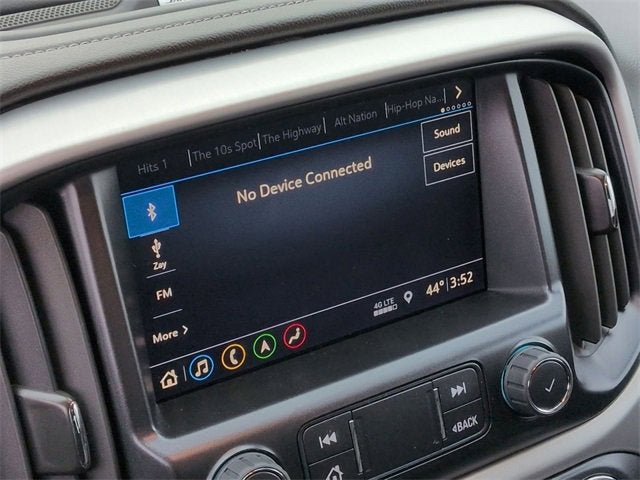 Hits 1 The 10s Spot The Highway Alt Nation Hip-Hop Na...
Sound
No Device Connected
Devices
Zay
FM
More
4G LTE
44° 3:52
BACK